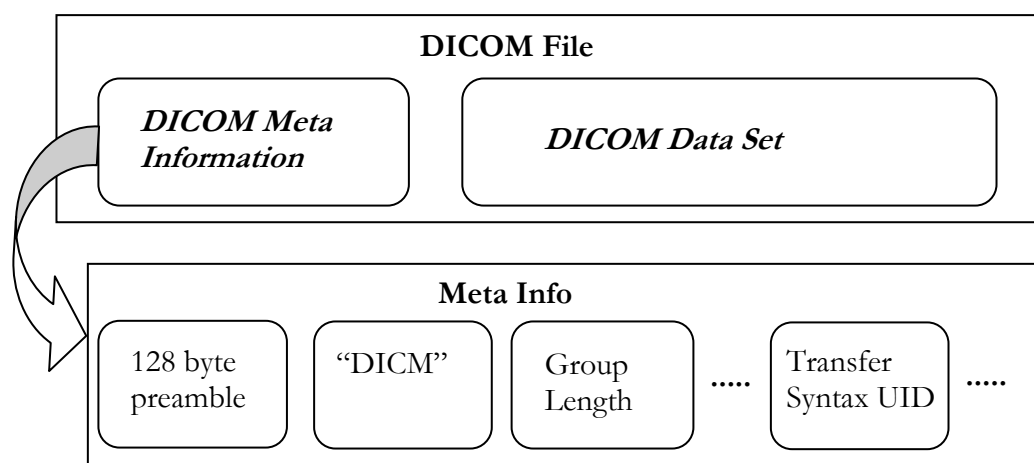 DICOM File
DICOM Meta
Information
DICOM Data Set
Meta Info
128 byte
preamble
“DICM”
Group
Length
.....
Transfer
Syntax UID
.....